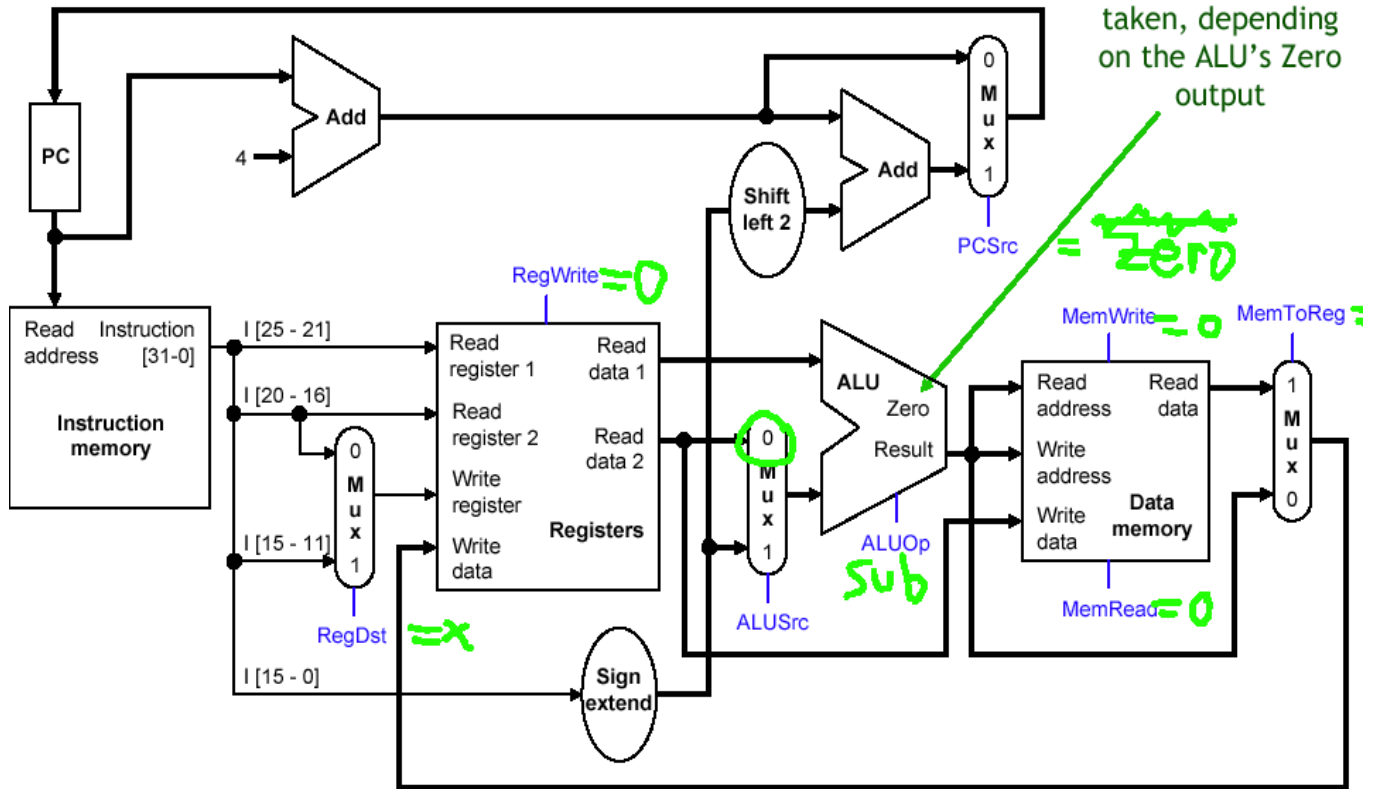 taken, depending
on the ALU's Zero
output
0
M
u
x
1
Add
PC
4
Add
Shift
left 2
PCSrc
= Zero
RegWrite =0
MemWrite =0
MemToReg =
Read address
Instruction [31-0]
Instruction
memory
I [25 - 21]
I [20 - 16]
I [15 - 11]
I [15 - 0]
0
M
u
x
1
RegDst =x
Read
register 1
Read
register 2
Write
register
Write
data
Read
data 1
Read
data 2
Registers
0
M
u
x
1
ALUSrc
ALU
Zero
Result
ALUOp
sub
Read
address
Write
address
Write
data
Read
data
Data
memory
MemRead =0
1
M
u
x
0
Sign
extend